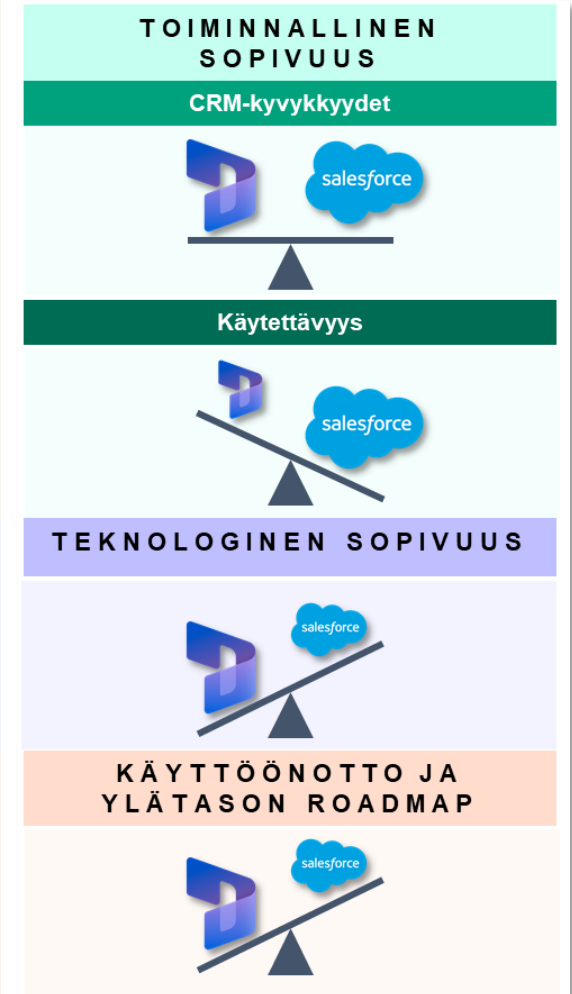 TOIMINNALLINEN
SOPIVUUS
CRM-kyvykkyydet
salesforce
Käytettävyys
salesforce
TEKNOLOGINEN SOPIVUUS
salesforce
KÄYTTÖÖNOTTO JA
YLÄTASON ROADMAP
salesforce